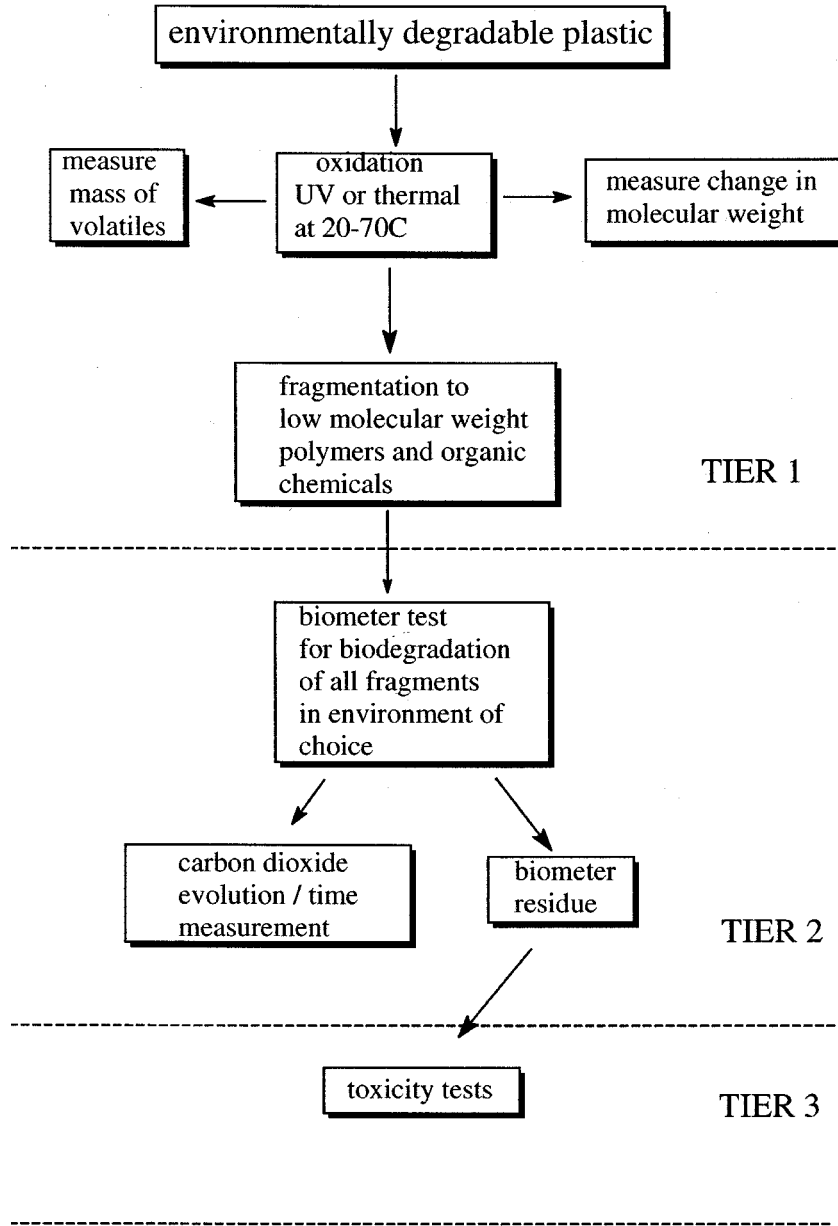 environmentally degradable plastic
measure
mass of
volatiles
oxidation
UV or thermal
at 20-70C
measure change in
molecular weight
fragmentation to
low molecular weight
polymers and organic
chemicals
TIER 1
biometer test
for biodegradation
of all fragments
in environment of
choice
carbon dioxide
evolution / time
measurement
biometer
residue
TIER 2
toxicity tests
TIER 3